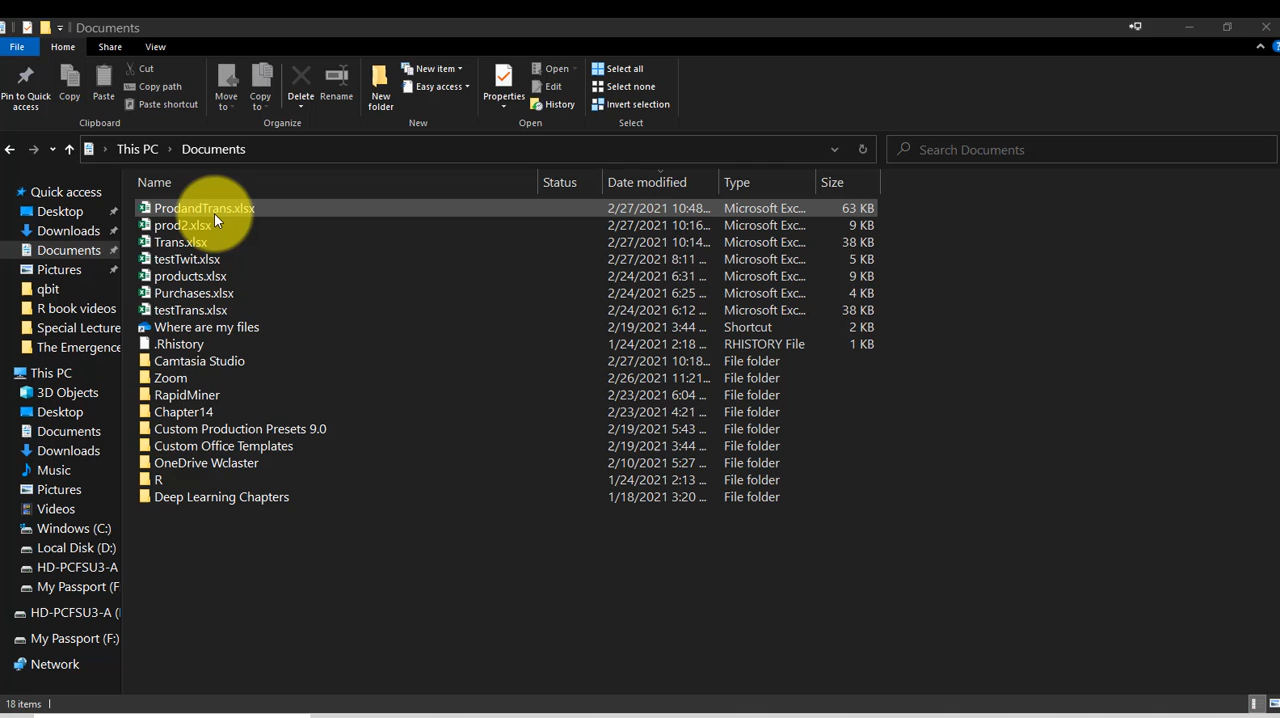 Documents
File Home Share View
Pin to Quick access
Copy
Paste
Cut
Copy path
Paste shortcut
Clipboard
Move to
Copy to
Delete
Rename
Organize
New folder
New item
Easy access
New
Properties
Open
Edit
History
Open
Select all
Select none
Invert selection
Select
This PC > Documents
Search Documents
Quick access
Desktop
Downloads
Documents
Pictures
qbit
R book videos
Special Lecture
The Emergence
This PC
3D Objects
Desktop
Documents
Downloads
Music
Pictures
Videos
Windows (C:)
Local Disk (D:)
HD-PCFSU3-A
My Passport (F:
HD-PCFSU3-A (
My Passport (F:)
Network
Name Status Date modified Type Size
ProdandTrans.xlsx 2/27/2021 10:48... Microsoft Exc... 63 KB
prod2.xlsx 2/27/2021 10:16... Microsoft Exc... 9 KB
Trans.xlsx 2/27/2021 10:14... Microsoft Exc... 38 KB
testTwit.xlsx 2/27/2021 8:11 ... Microsoft Exc... 5 KB
products.xlsx 2/24/2021 6:31 ... Microsoft Exc... 9 KB
Purchases.xlsx 2/24/2021 6:25 ... Microsoft Exc... 4 KB
testTrans.xlsx 2/24/2021 6:12 ... Microsoft Exc... 38 KB
Where are my files 2/19/2021 3:44 ... Shortcut 2 KB
.Rhistory 1/24/2021 2:18 ... RHISTORY File 1 KB
Camtasia Studio 2/27/2021 10:18... File folder
Zoom 2/26/2021 11:21... File folder
RapidMiner 2/23/2021 6:04 ... File folder
Chapter14 2/23/2021 4:21 ... File folder
Custom Production Presets 9.0 2/19/2021 5:43 ... File folder
Custom Office Templates 2/19/2021 3:44 ... File folder
OneDrive Wclaster 2/10/2021 5:27 ... File folder
R 1/24/2021 2:13 ... File folder
Deep Learning Chapters 1/18/2021 3:20 ... File folder
18 items